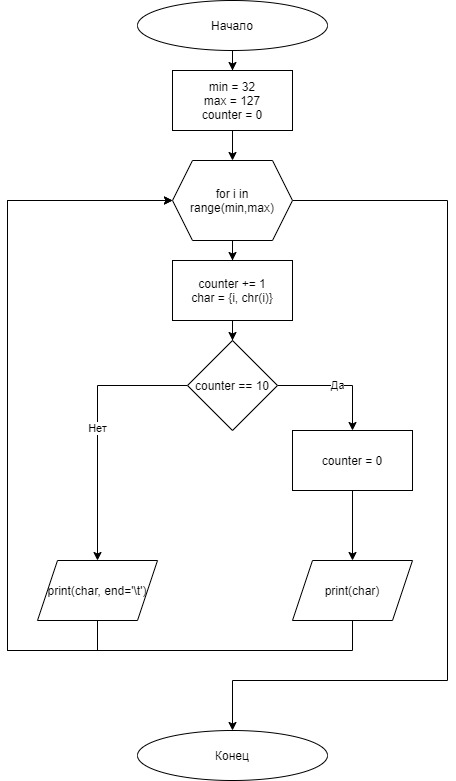 Начало
min = 32
max = 127
counter = 0
for i in
range(min,max)
counter += 1
char = {i, chr(i)}
counter == 10
Да
Нет
counter = 0
print(char, end='\t')
print(char)
Конец